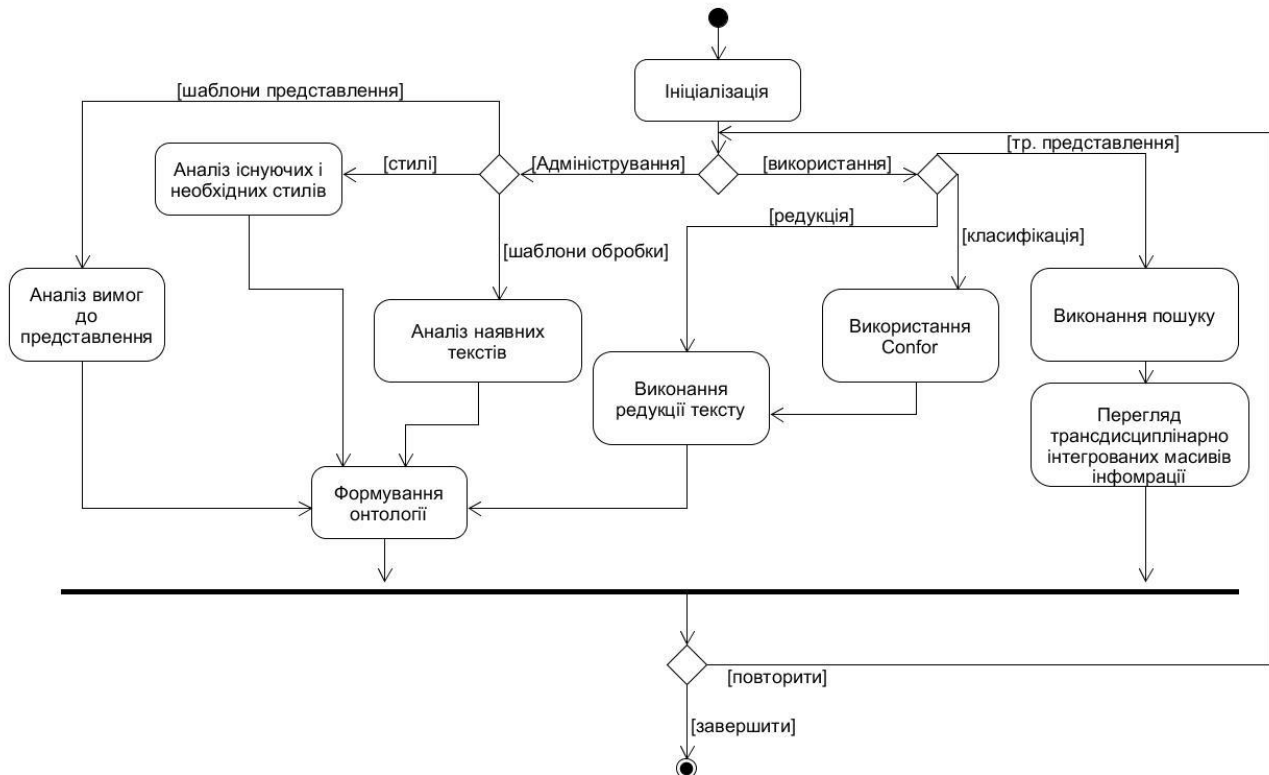 Ініціалізація
[шаблони представлення]
[тр. представлення]
Аналіз існуючих і
необхідних стилів
[стилі]
[Адміністрування]
[використання]
[редукція]
[класифікація]
[шаблони обробки]
Аналіз вимог
до
представлення
Аналіз наявних
текстів
Виконання
редукції тексту
Використання
Confor
Виконання пошуку
Перегляд
трансдисциплінарно
інтегрованих масивів
інфомрації
Формування
онтології
[повторити]
[завершити]